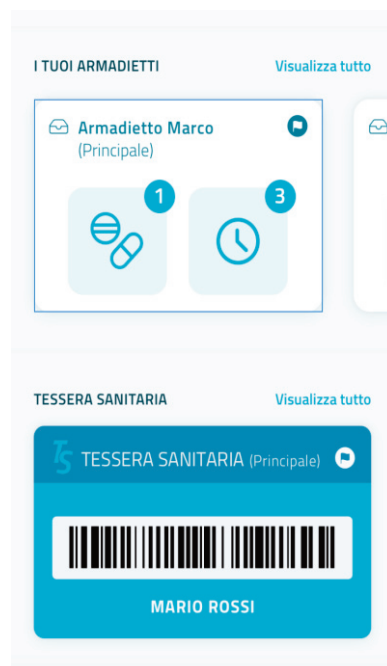 I TUOI ARMADIETTI Visualizza tutto
Armadietto Marco
(Principale)
1 3
TESSERA SANITARIA Visualizza tutto
TS TESSERA SANITARIA (Principale)
MARIO ROSSI